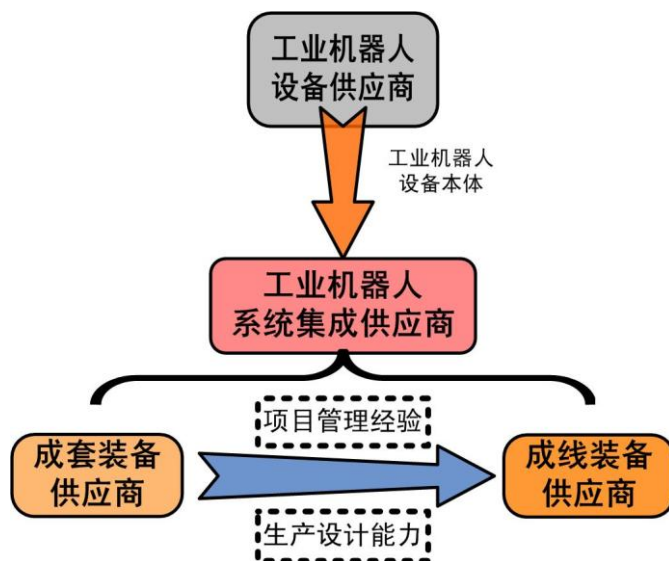 工业机器人
设备供应商
工业机器人
设备本体
工业机器人
系统集成供应商
项目管理经验
成套装备
供应商
成线装备
供应商
生产设计能力